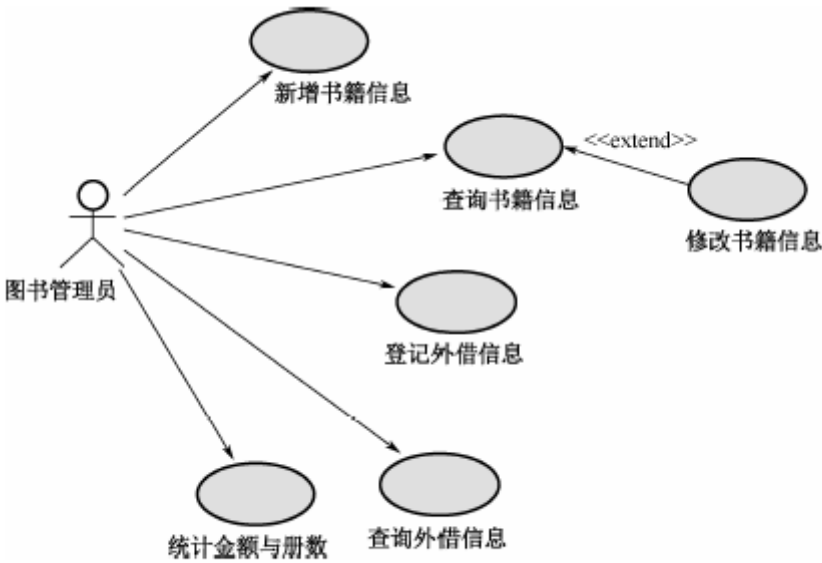 新增书籍信息
<<extend>>
查询书籍信息
修改书籍信息
图书管理员
登记外借信息
统计金额与册数
查询外借信息